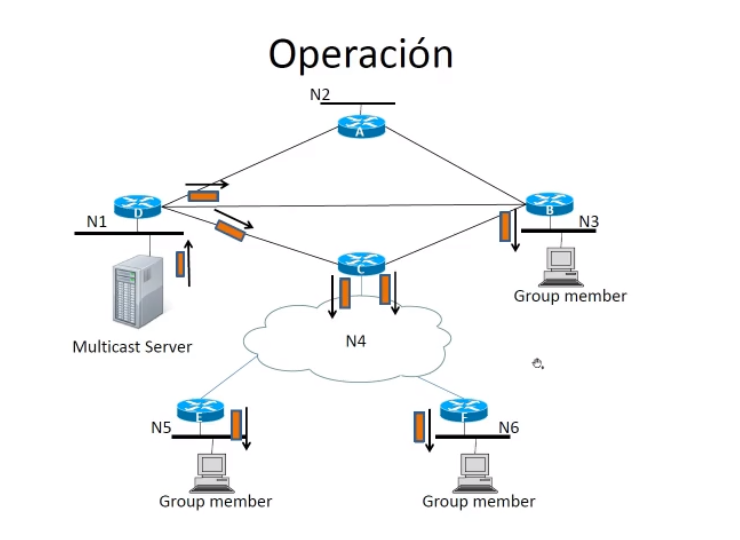 Operación
N2
A
D
B
N1
N3
C
Group member
Multicast Server
N4
E
F
N5
N6
Group member
Group member